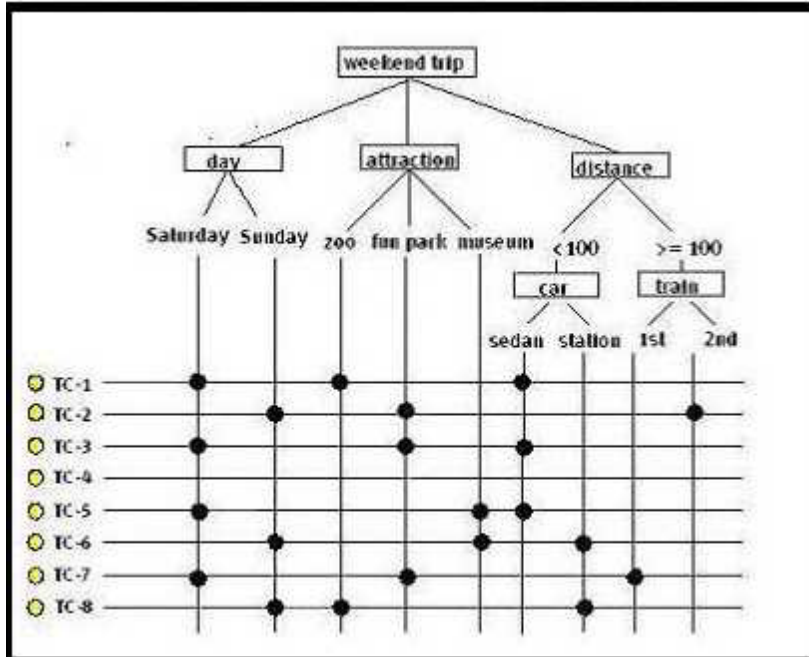 weekend trip
day attraction distance
Saturday Sunday zoo fun park museum < 100 >= 100
car train
sedan station 1st 2nd
TC-1
TC-2
TC-3
TC-4
TC-5
TC-6
TC-7
TC-8